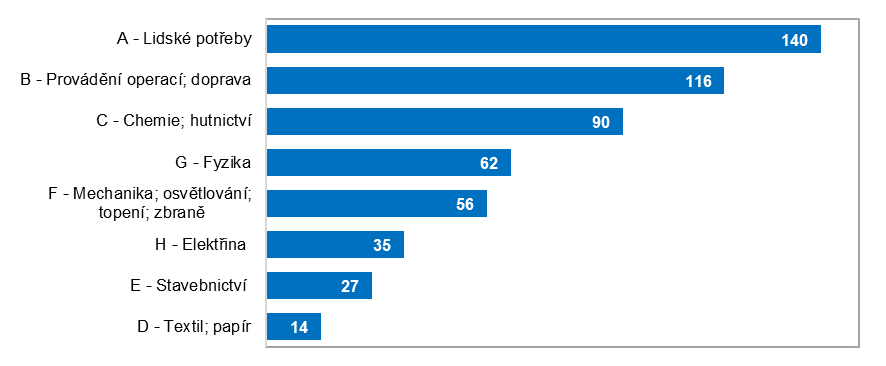 A - Lidské potřeby
140
B - Provádění operací; doprava
116
C - Chemie; hutnictví
90
G - Fyzika
62
F - Mechanika; osvětlování;
topení; zbraně
56
H - Elektřina
35
E - Stavebnictví
27
D - Textil; papír
14